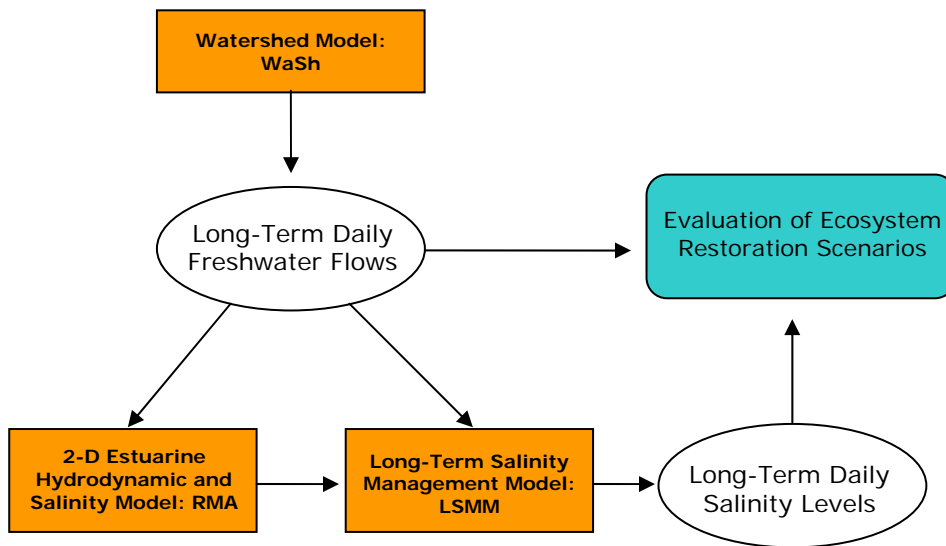 Watershed Model:
WaSh
Long-Term Daily
Freshwater Flows
Evaluation of Ecosystem
Restoration Scenarios
2-D Estuarine
Hydrodynamic and
Salinity Model: RMA
Long-Term Salinity
Management Model:
LSMM
Long-Term Daily
Salinity Levels